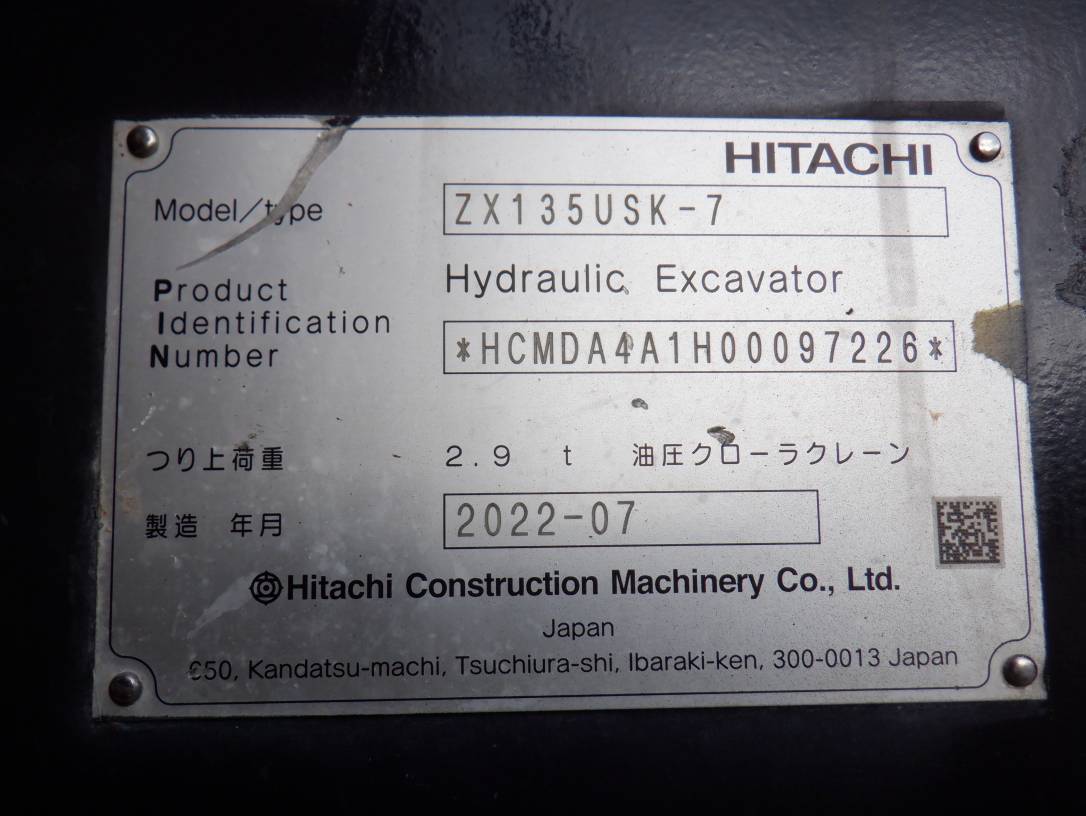 HITACHI
Model/type ZX135USK-7
Hydraulic Excavator
Product
Identification
Number *HCMDA4A1H00097226*
つり上荷重 2.9 t 油圧クローラクレーン
製造 年月 2022-07
Hitachi Construction Machinery Co., Ltd.
Japan
650, Kandatsu-machi, Tsuchiura-shi, Ibaraki-ken, 300-0013 Japan